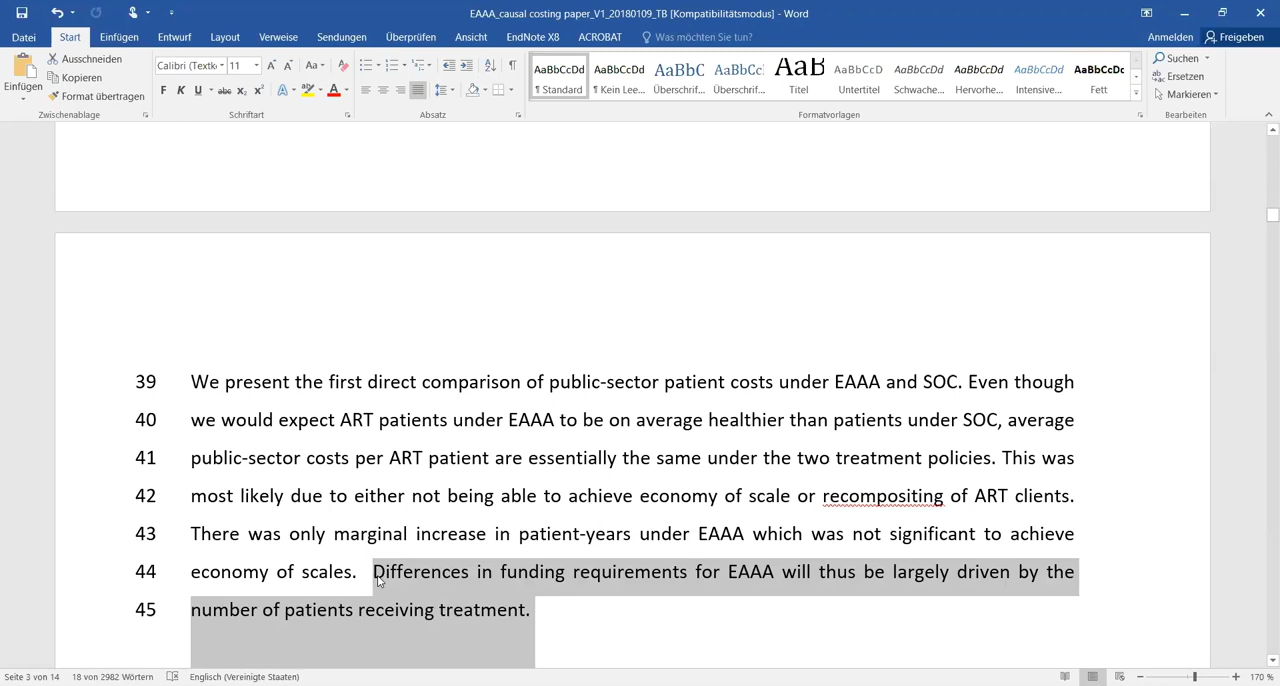 EAAA_causal costing paper_V1_20180109_TB [Kompatibilitätsmodus] - Word
Datei Start Einfügen Entwurf Layout Verweise Sendungen Überprüfen Ansicht EndNote X8 ACROBAT Was möchten Sie tun? Anmelden Freigeben
Einfügen
Ausschneiden
Kopieren
Format übertragen
Zwischenablage
Calibri (Textk 11
Aa
F K U abc x₂ x² A ab A
Schriftart
Absatz
AaBbCcDd AaBbCcDd AaBbC AaBbCc AaB AaBbCcD AaBbCcDd AaBbCcDd AaBbCcDd AaBbCcDc
¶ Standard ¶ Kein Lee... Überschrif... Überschrif... Titel Untertitel Schwache... Hervorhe... Intensive... Fett
Formatvorlagen
Suchen
Ersetzen
Markieren
Bearbeiten
39 We present the first direct comparison of public-sector patient costs under EAAA and SOC. Even though
40 we would expect ART patients under EAAA to be on average healthier than patients under SOC, average
41 public-sector costs per ART patient are essentially the same under the two treatment policies. This was
42 most likely due to either not being able to achieve economy of scale or recompositing of ART clients.
43 There was only marginal increase in patient-years under EAAA which was not significant to achieve
44 economy of scales. Differences in funding requirements for EAAA will thus be largely driven by the
45 number of patients receiving treatment.
Seite 3 von 14 18 von 2982 Wörtern Englisch (Vereinigte Staaten) 170 %